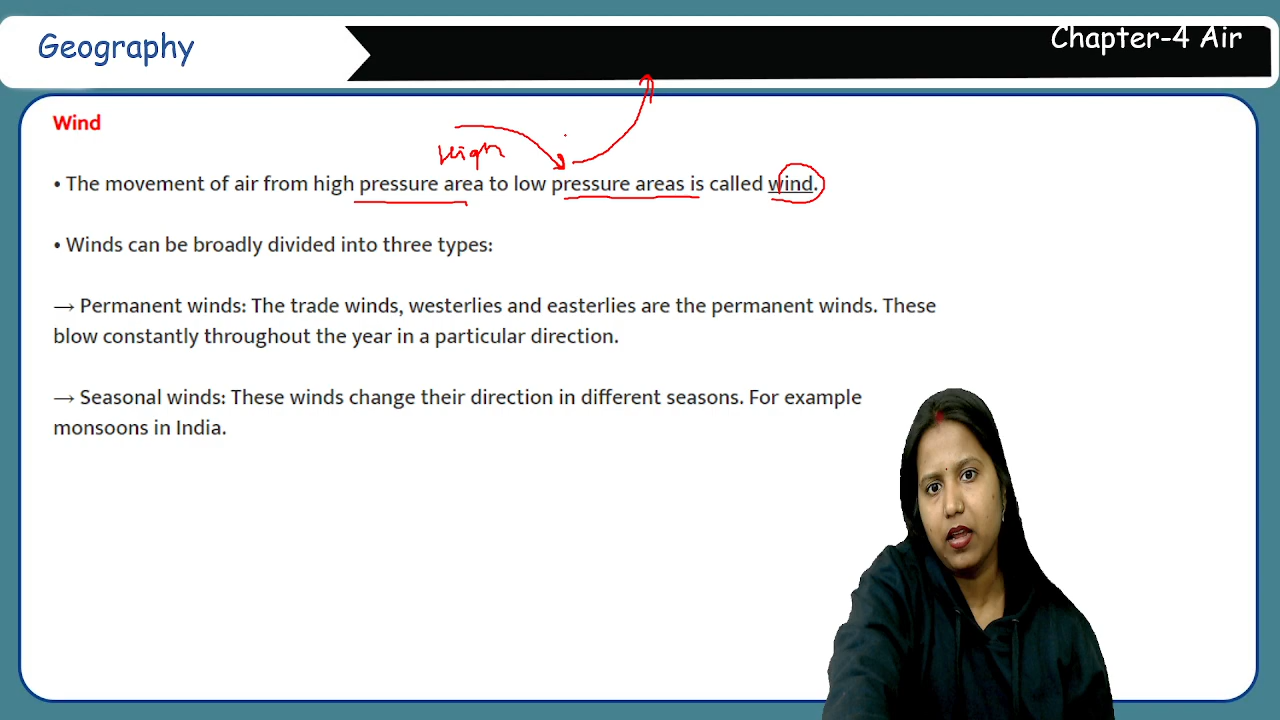 Geography
Chapter-4 Air
Wind
High
• The movement of air from high pressure area to low pressure areas is called wind.
• Winds can be broadly divided into three types:
→ Permanent winds: The trade winds, westerlies and easterlies are the permanent winds. These
blow constantly throughout the year in a particular direction.
→ Seasonal winds: These winds change their direction in different seasons. For example
monsoons in India.